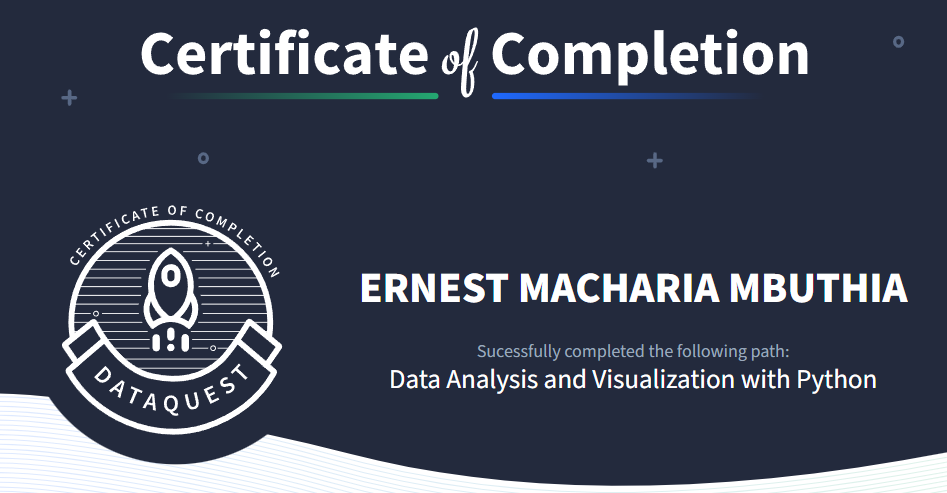 Certificate of Completion
CERTIFICATE OF COMPLETION
DATAQUEST
ERNEST MACHARIA MBUTHIA
Sucessfully completed the following path:
Data Analysis and Visualization with Python